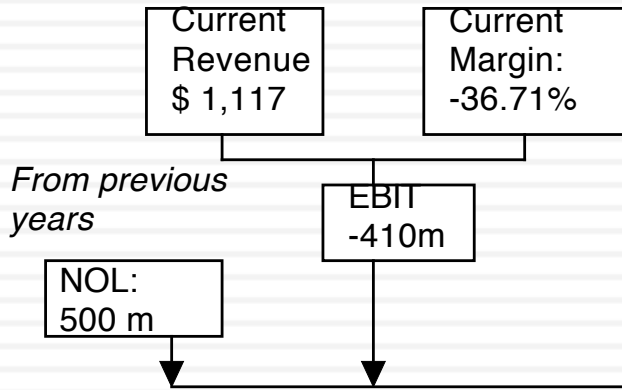 Current
Revenue
$ 1,117
Current
Margin:
-36.71%
From previous
years
EBIT
-410m
NOL:
500 m